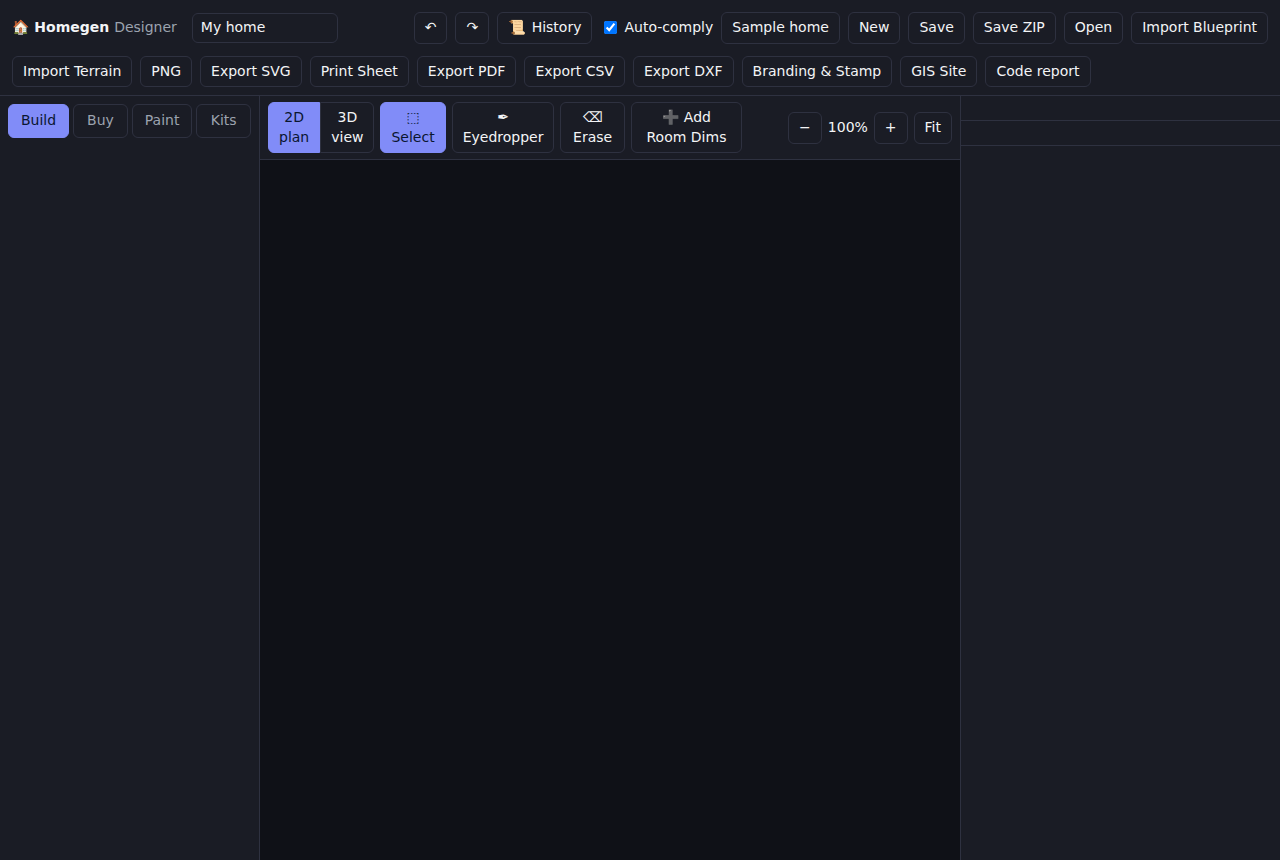 🏠 Homegen Designer My home ↶ ↷ 📜 History Auto-comply Sample home New Save Save ZIP Open Import Blueprint
Import Terrain PNG Export SVG Print Sheet Export PDF Export CSV Export DXF Branding & Stamp GIS Site Code report
Build Buy Paint Kits
2D plan
3D view
⬚ Select
✒ Eyedropper
⌫ Erase
➕ Add Room Dims
− 100% + Fit